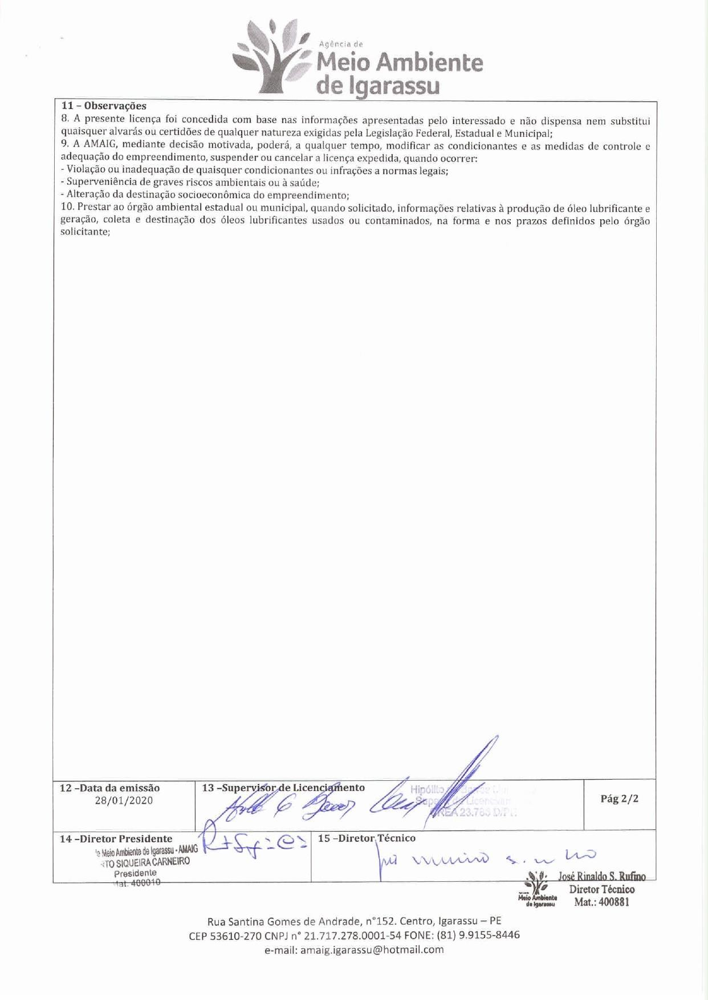 Agência de
Meio Ambiente
de Igarassu
11 – Observações
8. A presente licença foi concedida com base nas informações apresentadas pelo interessado e não dispensa nem substitui
quaisquer alvarás ou certidões de qualquer natureza exigidas pela Legislação Federal, Estadual e Municipal;
9. A AMAIG, mediante decisão motivada, poderá, a qualquer tempo, modificar as condicionantes e as medidas de controle e
adequação do empreendimento, suspender ou cancelar a licença expedida, quando ocorrer:
- Violação ou inadequação de quaisquer condicionantes ou infrações a normas legais;
- Superveniência de graves riscos ambientais ou à saúde;
- Alteração da destinação socioeconômica do empreendimento;
10. Prestar ao órgão ambiental estadual ou municipal, quando solicitado, informações relativas à produção de óleo lubrificante e
geração, coleta e destinação dos óleos lubrificantes usados ou contaminados, na forma e nos prazos definidos pelo órgão
solicitante;
12 –Data da emissão
28/01/2020
13 –Supervisor de Licenciamento
Hipólito
CREA 23.783 D/P
Pág 2/2
14 –Diretor Presidente
Meio Ambiente de Igarassu - AMAIG
TO SIQUEIRA CARNEIRO
Presidente
Mat. 400010
15 –Diretor Técnico
José Rinaldo S. Rufino
Diretor Técnico
Mat.: 400881
Meio Ambiente
de Igarassu
Rua Santina Gomes de Andrade, n°152. Centro, Igarassu – PE
CEP 53610-270 CNPJ n° 21.717.278.0001-54 FONE: (81) 9.9155-8446
e-mail: amaig.igarassu@hotmail.com